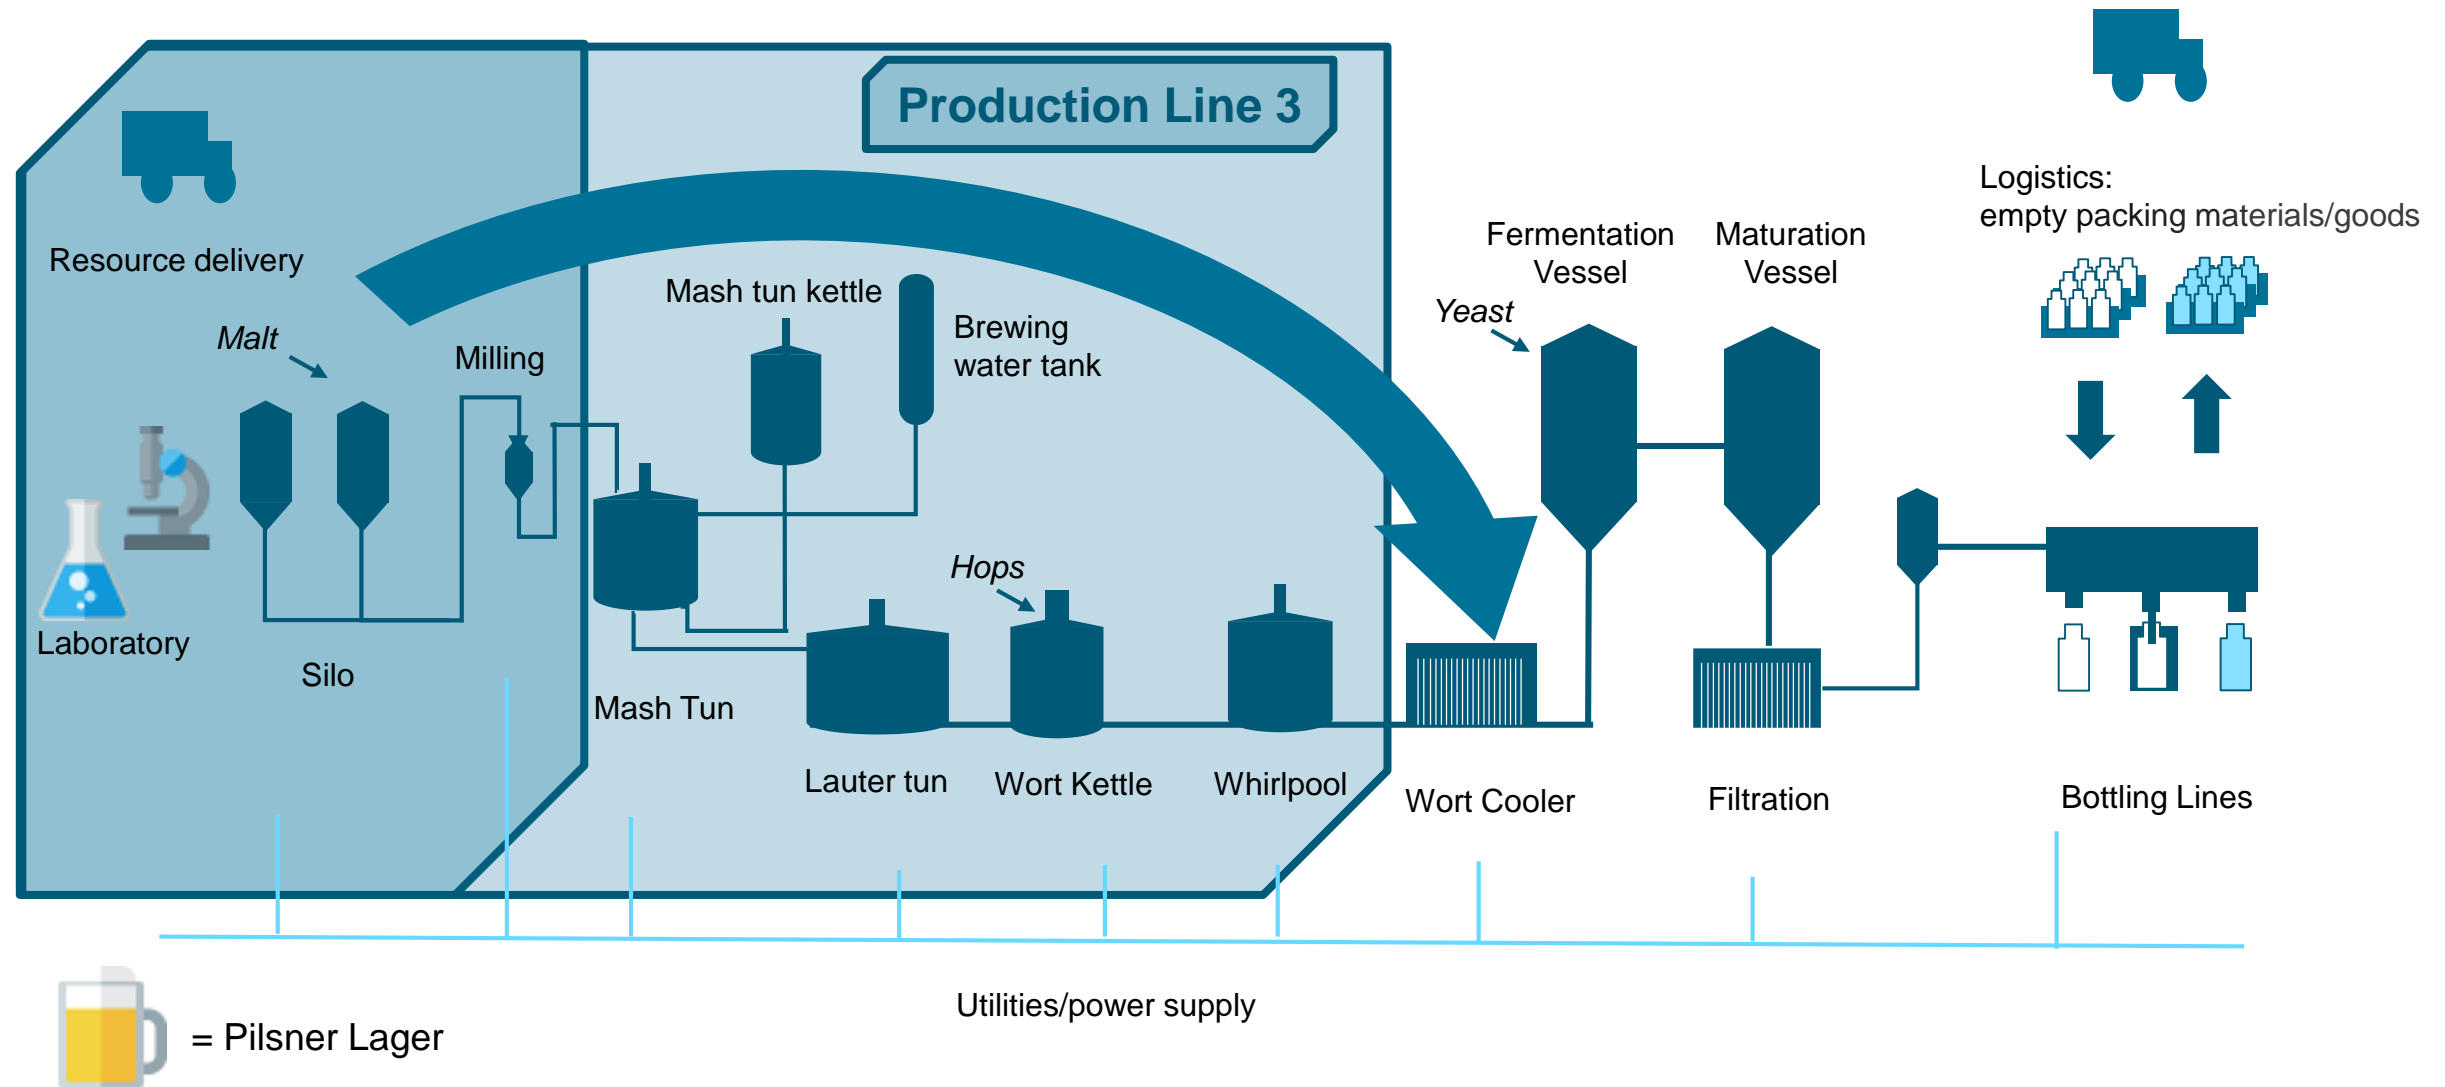 Production Line 3
Resource delivery
Malt
Milling
Mash tun kettle
Brewing
water tank
Fermentation
Vessel
Maturation
Vessel
Yeast
Logistics:
empty packing materials/goods
Hops
Laboratory
Silo
Mash Tun
Lauter tun
Wort Kettle
Whirlpool
Wort Cooler
Filtration
Bottling Lines
Utilities/power supply
= Pilsner Lager